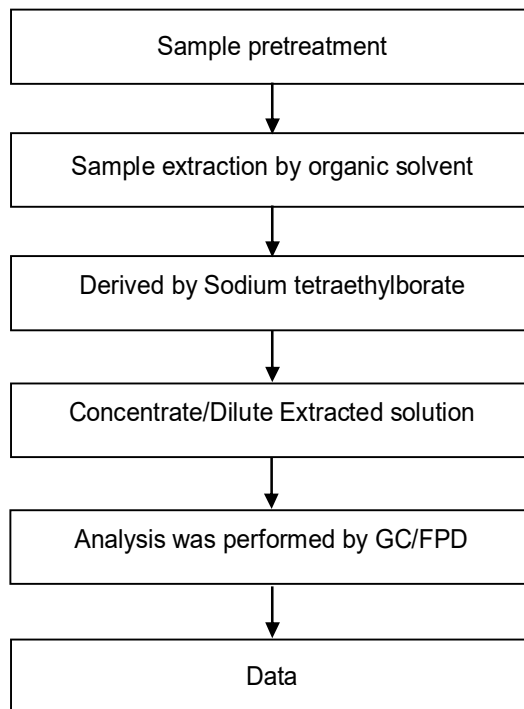 Sample pretreatment
Sample extraction by organic solvent
Derived by Sodium tetraethylborate
Concentrate/Dilute Extracted solution
Analysis was performed by GC/FPD
Data